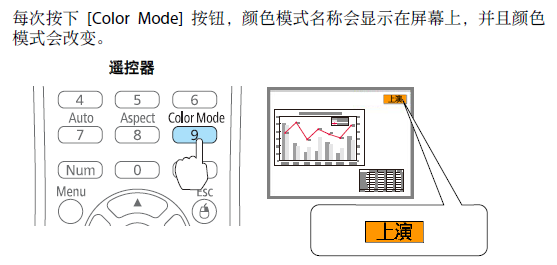 每次按下 [Color Mode] 按钮，颜色模式名称会显示在屏幕上，并且颜色
模式会改变。
遥控器
4 5 6
Auto Aspect Color Mode
7 8 9
Num 0
Menu Esc
上演
上演